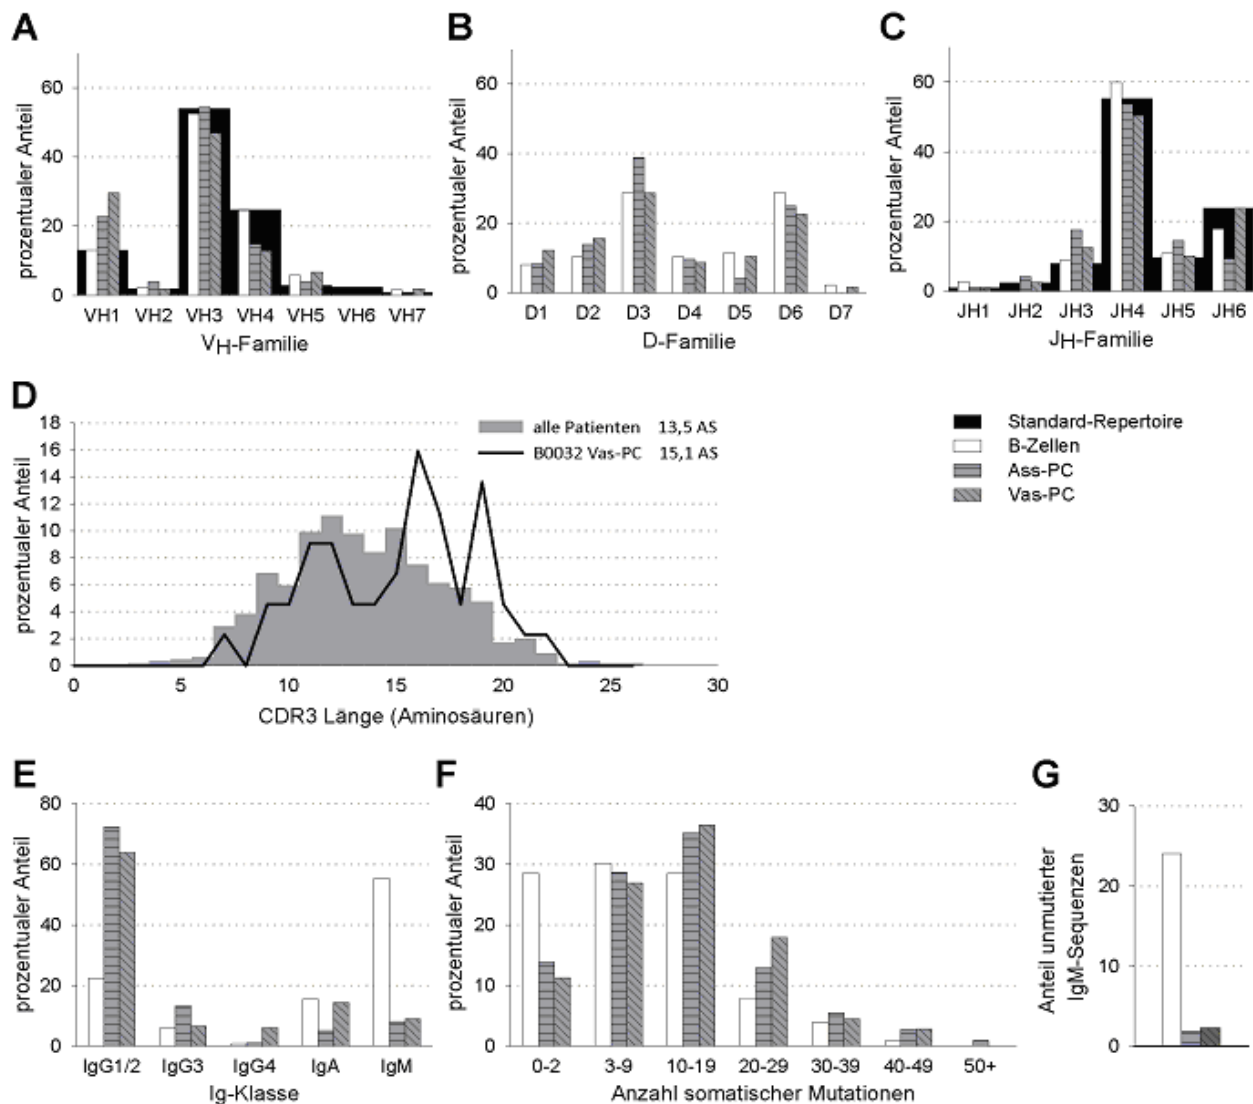 A
prozentualer Anteil
60
40
20
0
VH1 VH2 VH3 VH4 VH5 VH6 VH7
VH-Familie
B
prozentualer Anteil
60
40
20
0
D1 D2 D3 D4 D5 D6 D7
D-Familie
C
prozentualer Anteil
60
40
20
0
JH1 JH2 JH3 JH4 JH5 JH6
JH-Familie
D
prozentualer Anteil
18
16
14
12
10
8
6
4
2
0
0 5 10 15 20 25 30
CDR3 Länge (Aminosäuren)
alle Patienten 13,5 AS
B0032 Vas-PC 15,1 AS
Standard-Repertoire
B-Zellen
Ass-PC
Vas-PC
E
prozentualer Anteil
80
60
40
20
0
IgG1/2 IgG3 IgG4 IgA IgM
Ig-Klasse
F
prozentualer Anteil
40
30
20
10
0
0-2 3-9 10-19 20-29 30-39 40-49 50+
Anzahl somatischer Mutationen
G
Anteil unmutierter
IgM-Sequenzen
30
20
10
0